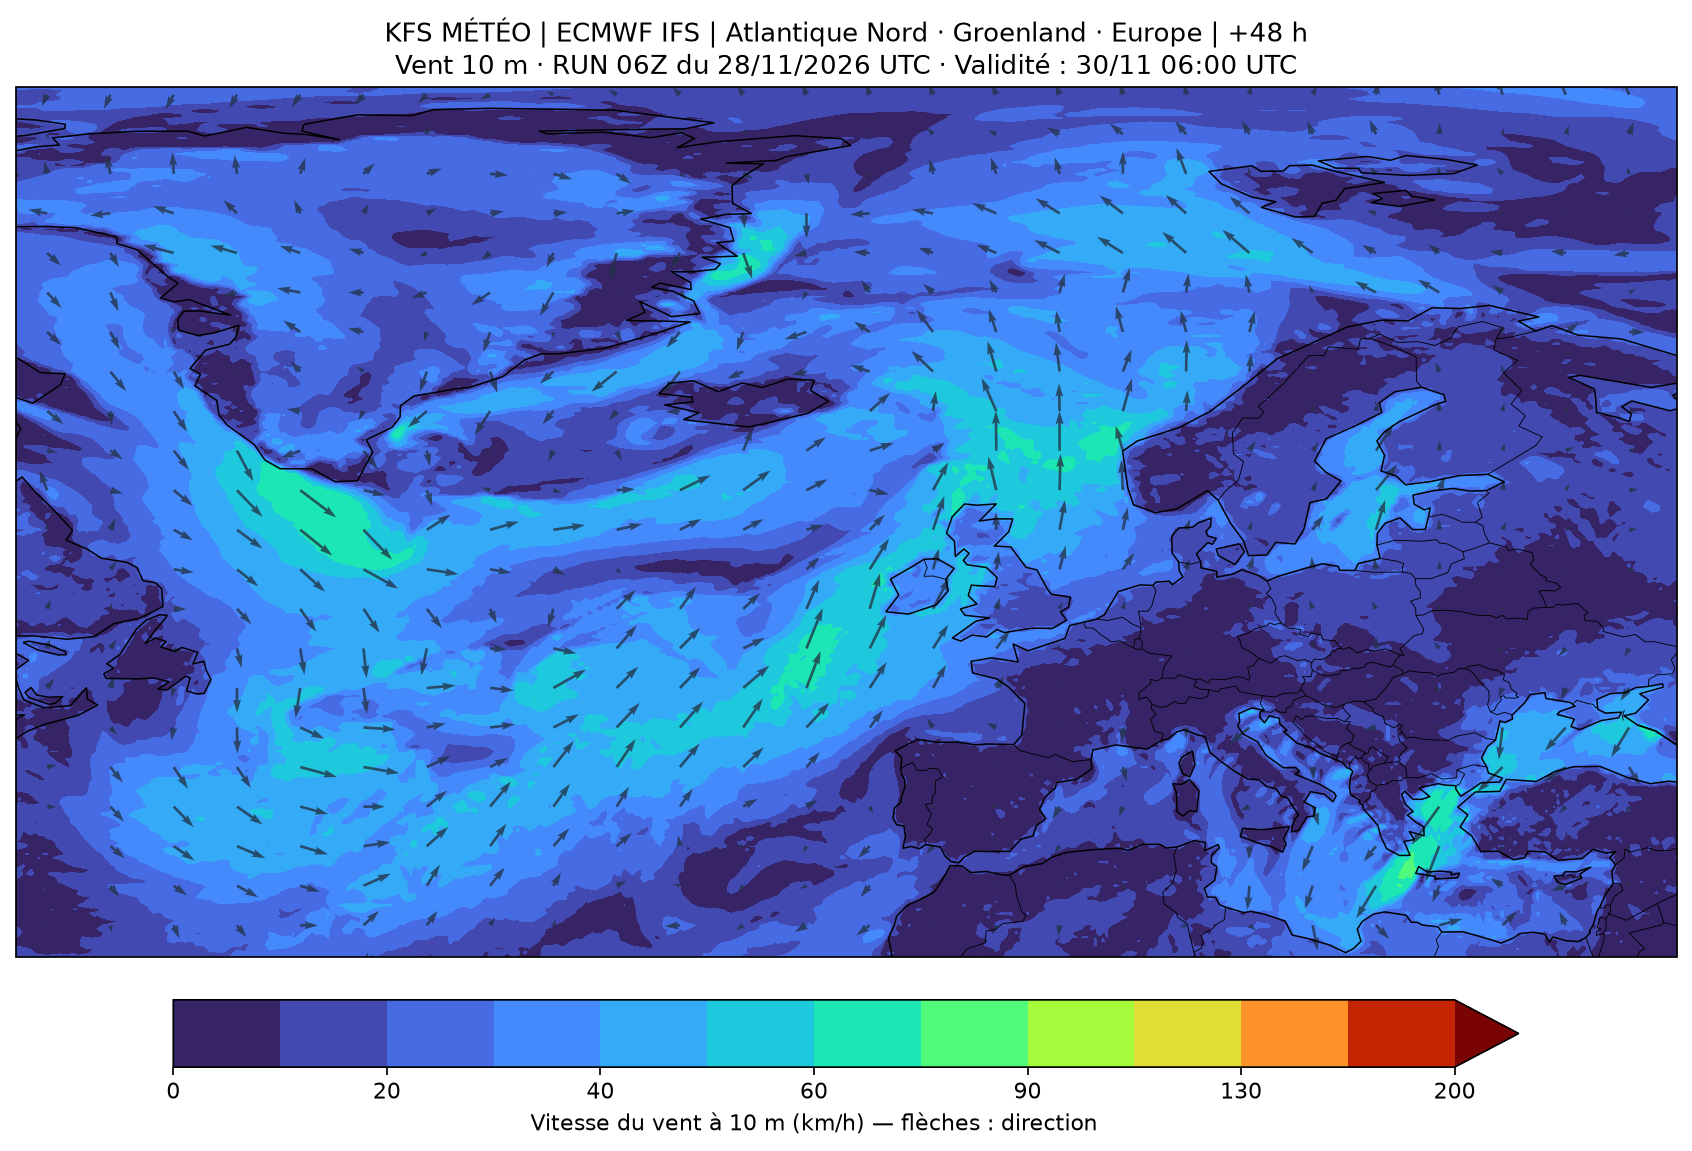 KFS MÉTÉO | ECMWF IFS | Atlantique Nord · Groenland · Europe | +48 h
Vent 10 m · RUN 06Z du 28/11/2026 UTC · Validité : 30/11 06:00 UTC
0 20 40 60 90 130 200
Vitesse du vent à 10 m (km/h) — flèches : direction